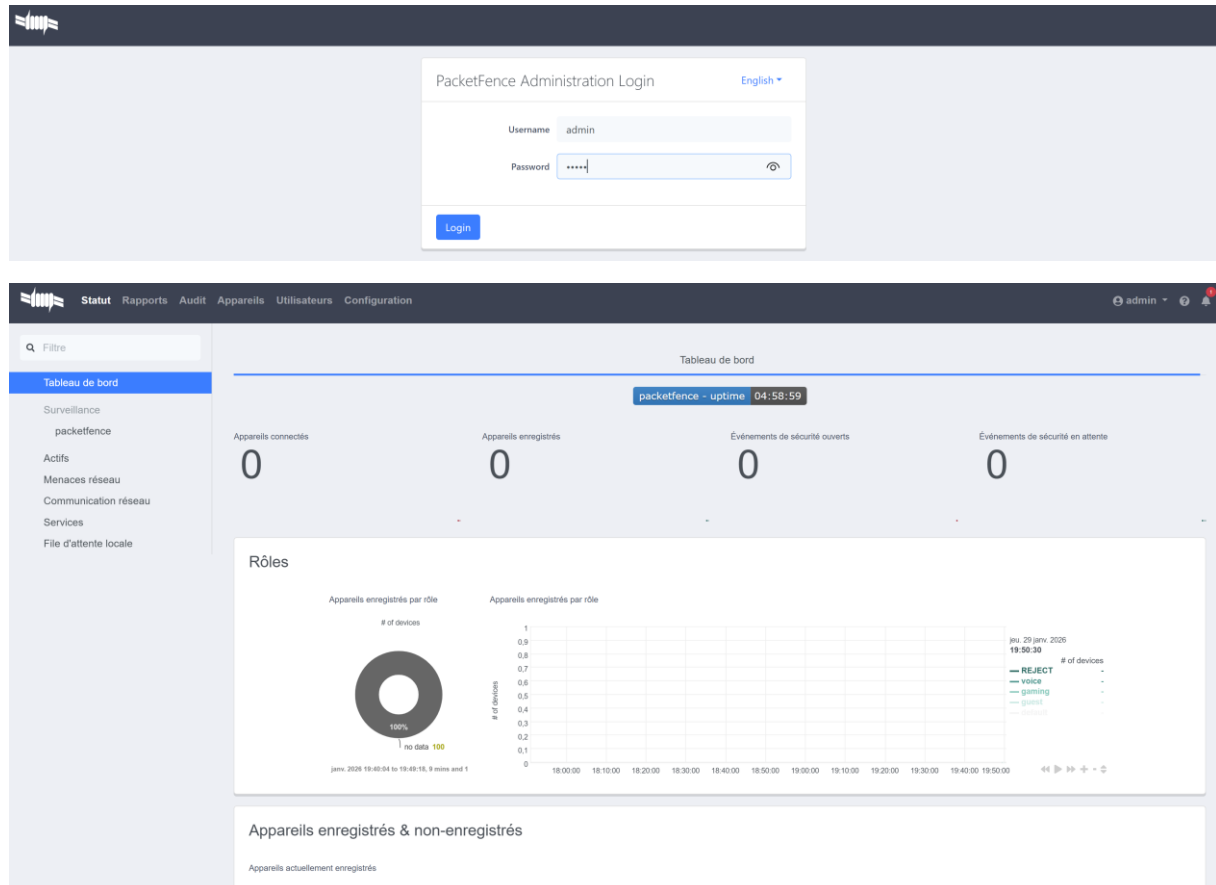 PacketFence Administration Login English
Username admin
Password •••••
Login
Statut Rapports Audit Appareils Utilisateurs Configuration admin
Filtre
Tableau de bord
Tableau de bord
packetfence - uptime 04:58:59
Surveillance
packetfence
Actifs
Menaces réseau
Communication réseau
Services
File d'attente locale
Appareils connectés Appareils enregistrés Événements de sécurité ouverts Événements de sécurité en attente
0 0 0 0
Rôles
Appareils enregistrés par rôle
# of devices
100%
no data 100
janv. 2026 19:40:04 to 19:49:18, 9 mins and 1
Appareils enregistrés par rôle
# of devices
1
0,9
0,8
0,7
0,6
0,5
0,4
0,3
0,2
0,1
0
18:00:00 18:10:00 18:20:00 18:30:00 18:40:00 18:50:00 19:00:00 19:10:00 19:20:00 19:30:00 19:40:00 19:50:00
jeu. 29 janv. 2026
19:50:30
# of devices
REJECT -
voice -
gaming -
guest -
Appareils enregistrés & non-enregistrés
Appareils actuellement enregistrés